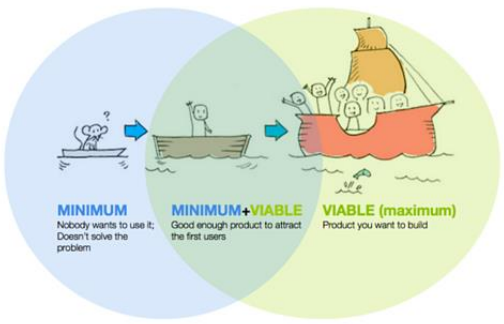 ?
MINIMUM
Nobody wants to use it;
Doesn't solve the
problem
MINIMUM+VIABLE
Good enough product to attract
the first users
VIABLE (maximum)
Product you want to build